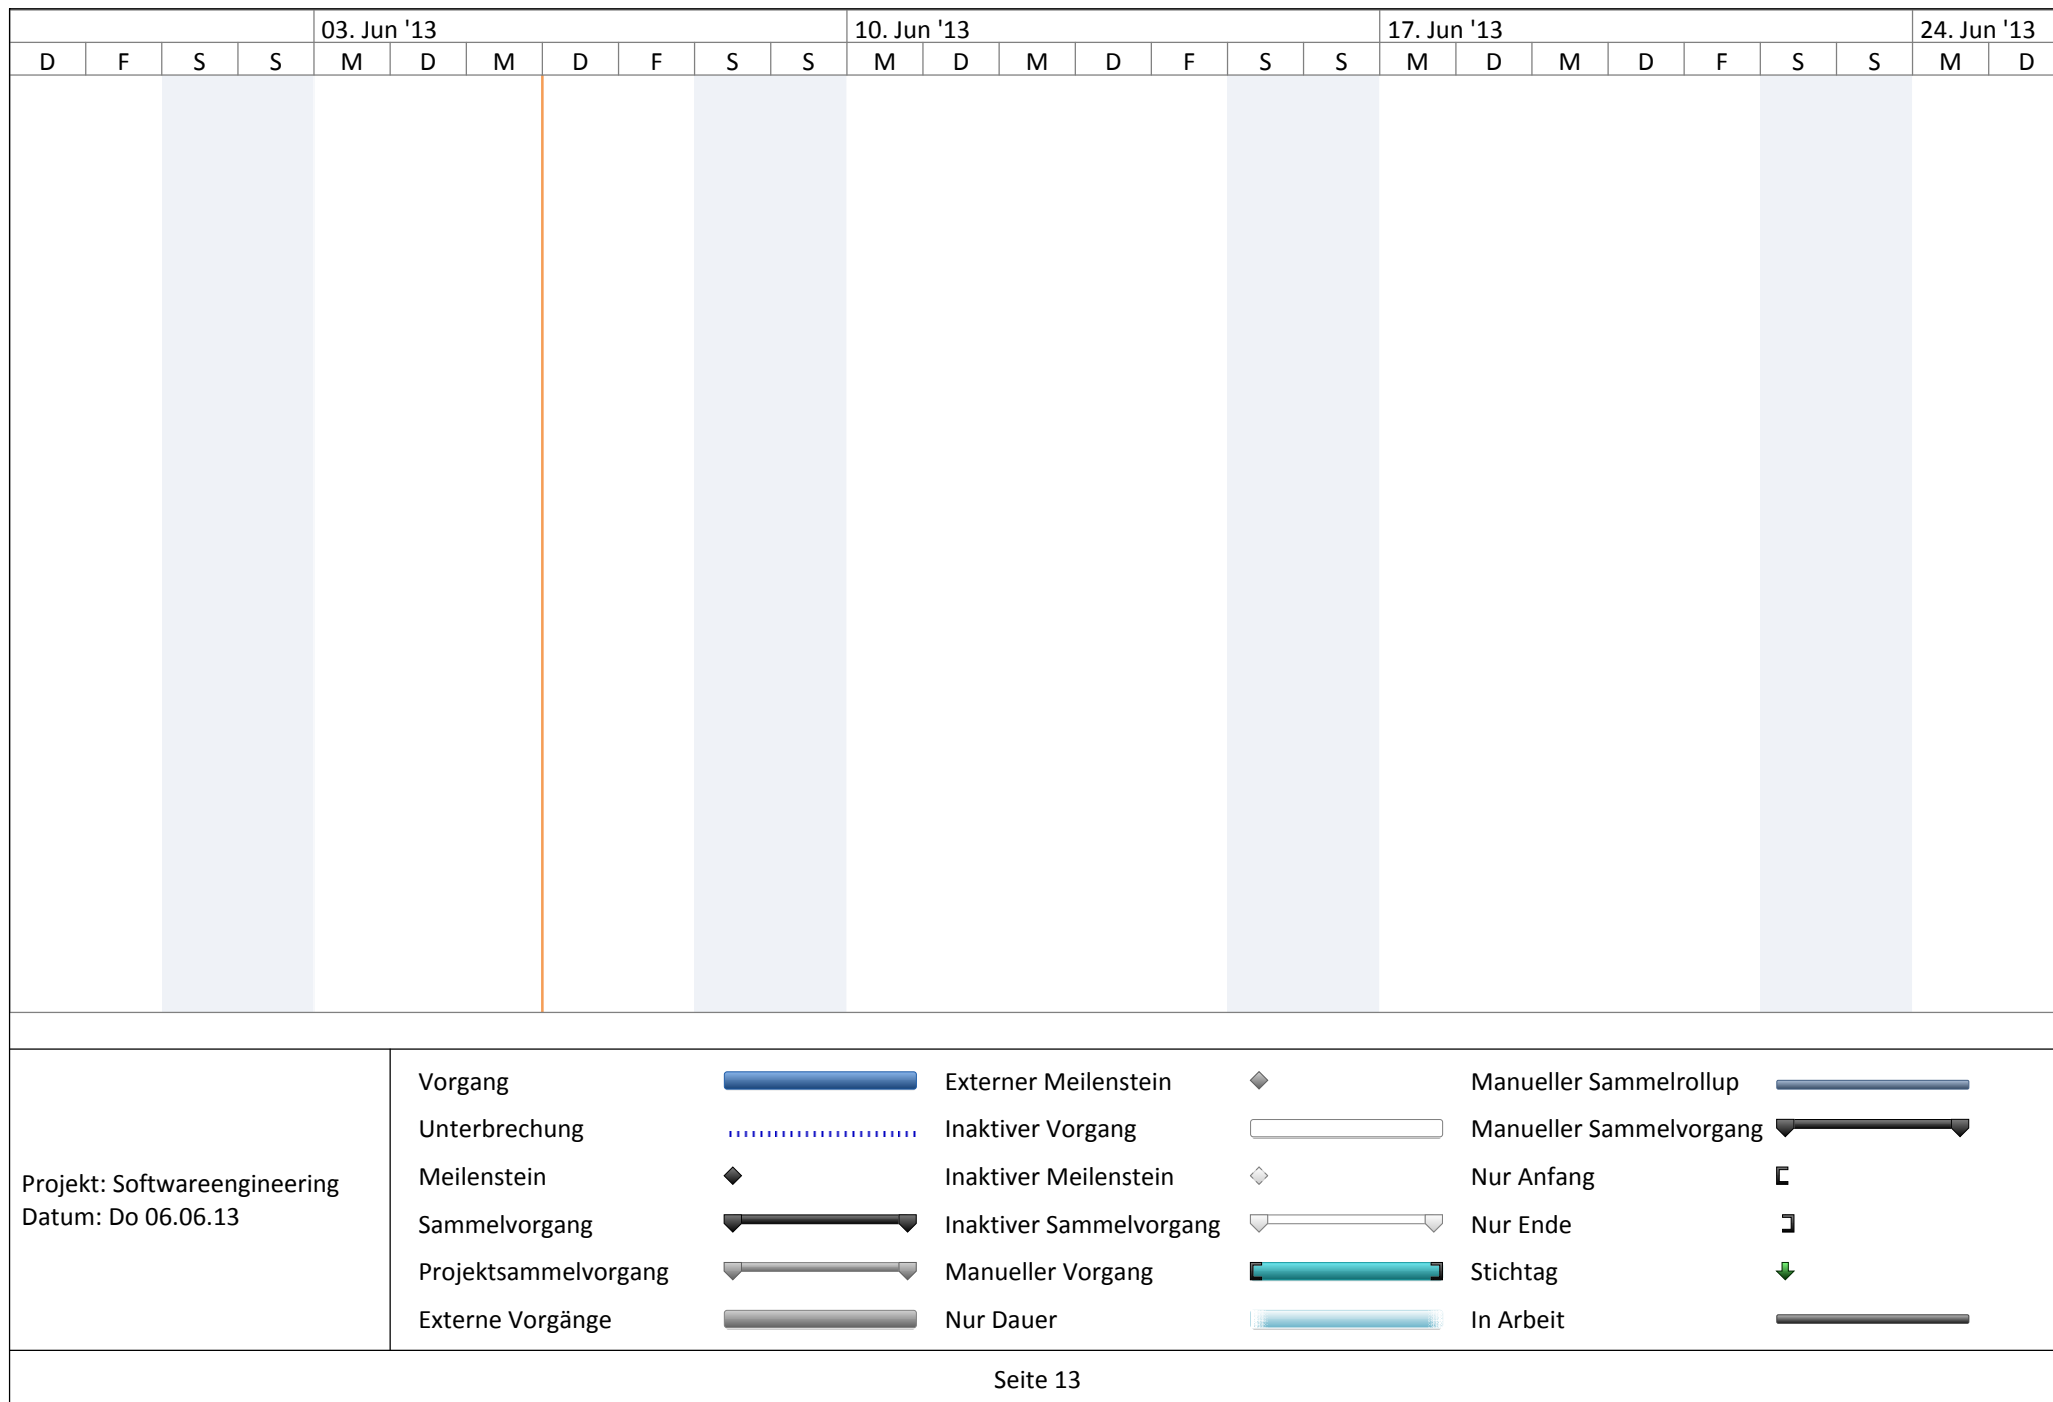 03. Jun '13 10. Jun '13 17. Jun '13 24. Jun '13
D F S S M D M D F S S M D M D F S S M D M D F S S M D
Projekt: Softwareengineering
Datum: Do 06.06.13
Vorgang
Unterbrechung
Meilenstein
Sammelvorgang
Projektsammelvorgang
Externe Vorgänge
Externer Meilenstein
Inaktiver Vorgang
Inaktiver Meilenstein
Inaktiver Sammelvorgang
Manueller Vorgang
Nur Dauer
Manueller Sammelrollup
Manueller Sammelvorgang
Nur Anfang
Nur Ende
Stichtag
In Arbeit
Seite 13